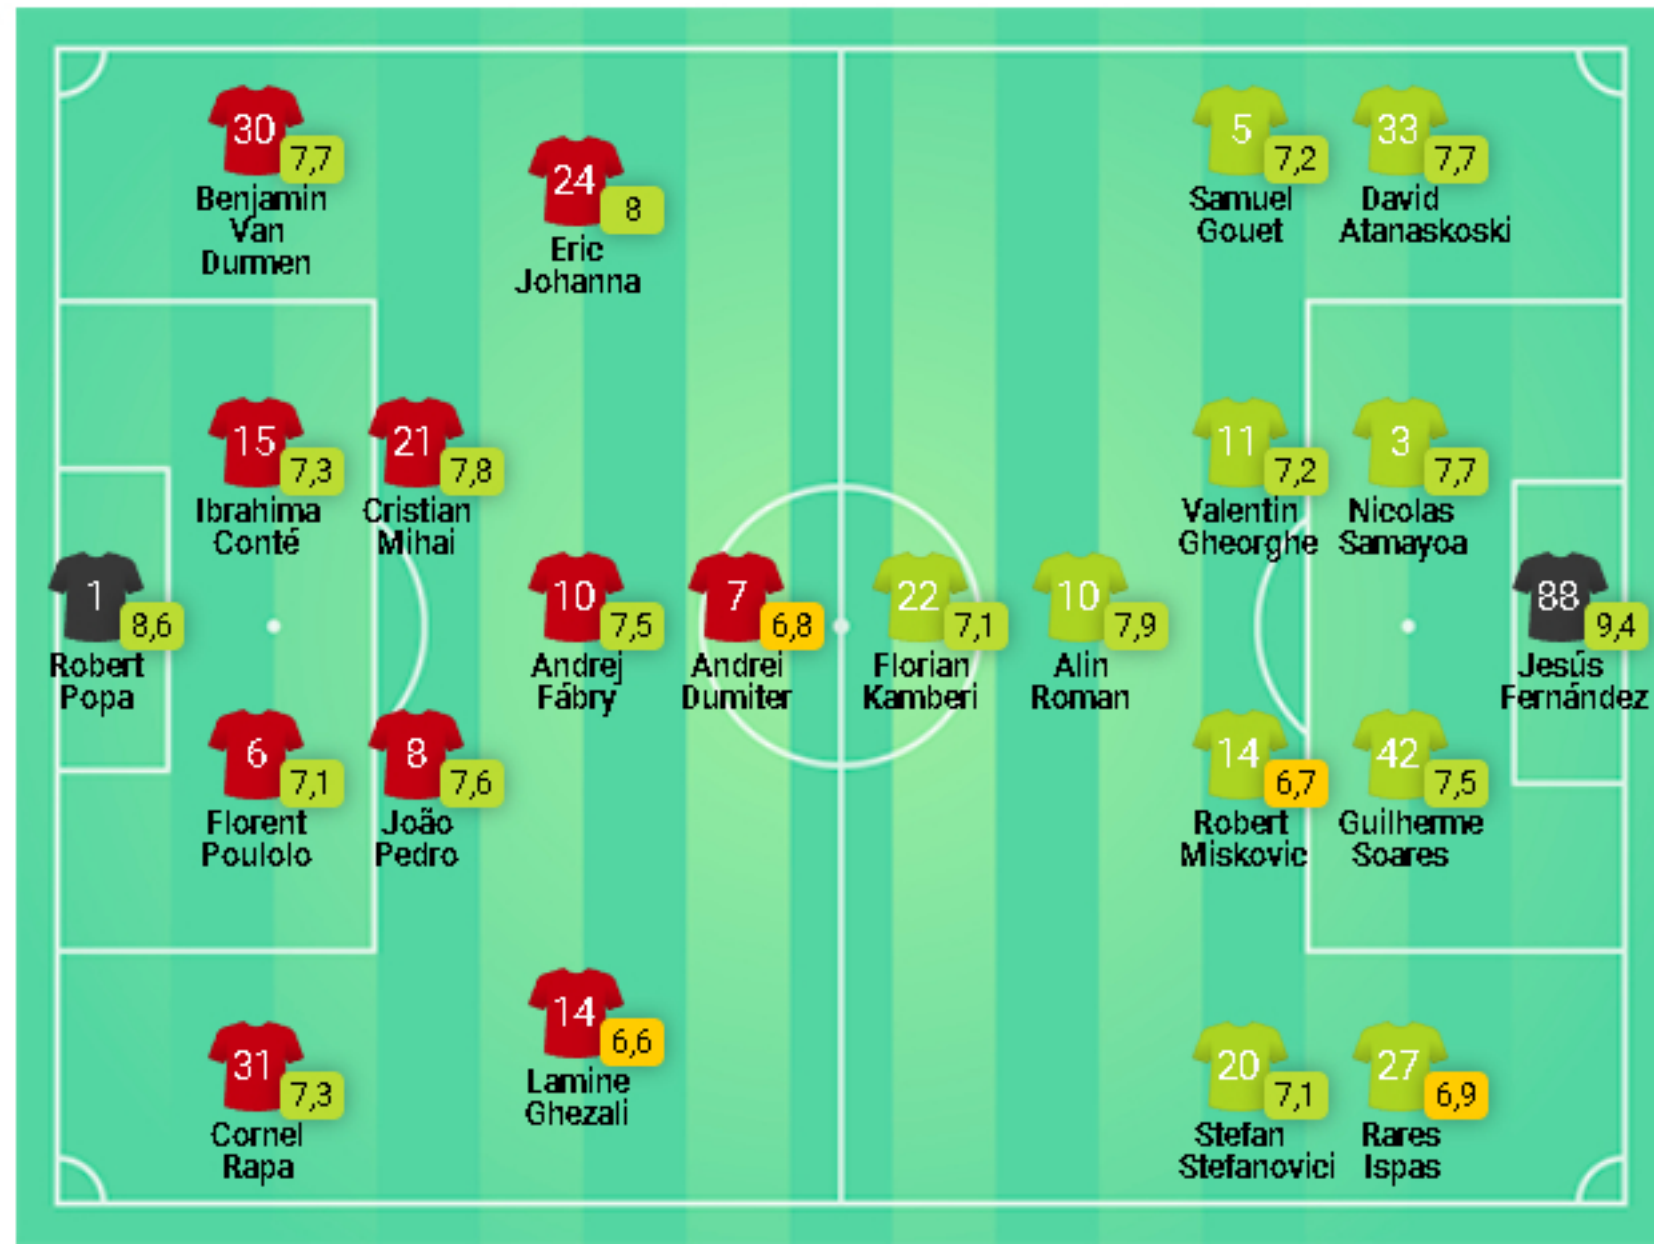 30
7,7
Benjamin
Van
Durmen
24
8
Eric
Johanna
5
7,2
Samuel
Gouet
33
7,7
David
Atanaskoski
15
7,3
Ibrahima
Conté
21
7,8
Cristian
Mihai
11
7,2
Valentin
Gheorghe
3
7,7
Nicolas
Samayoa
1
8,6
Robert
Popa
10
7,5
Andrej
Fábry
7
6,8
Andrei
Dumiter
22
7,1
Florian
Kamberi
10
7,9
Alin
Roman
88
9,4
Jesús
Fernández
6
7,1
Florent
Poulolo
8
7,6
João
Pedro
14
6,7
Robert
Miskovic
42
7,5
Guilherme
Soares
31
7,3
Cornel
Rapa
14
6,6
Lamine
Ghezali
20
7,1
Stefan
Stefanovici
27
6,9
Rares
Ispas